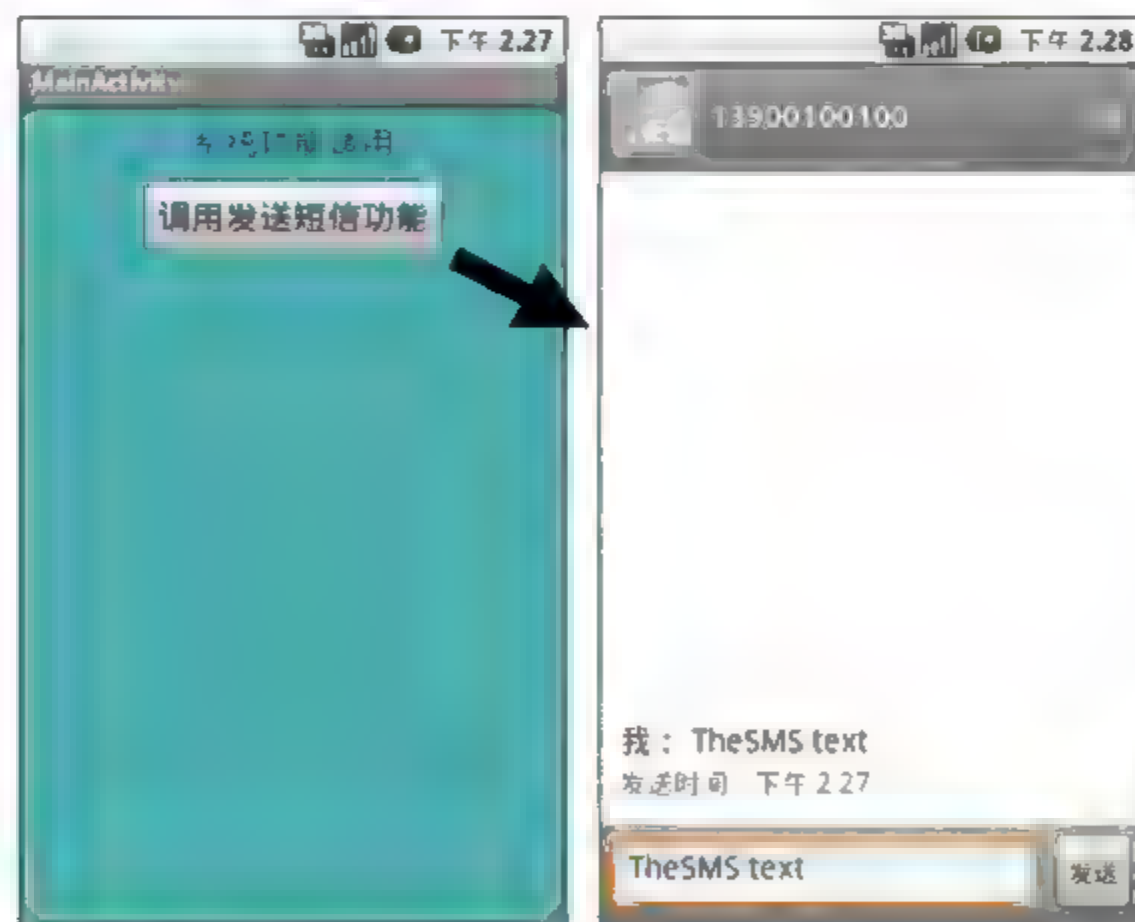 下午 2.27
MainActivity
调用发送短信功能
下午 2.28
13900100100
我： TheSMS text
发送时间 下午 2 27
TheSMS text
发送